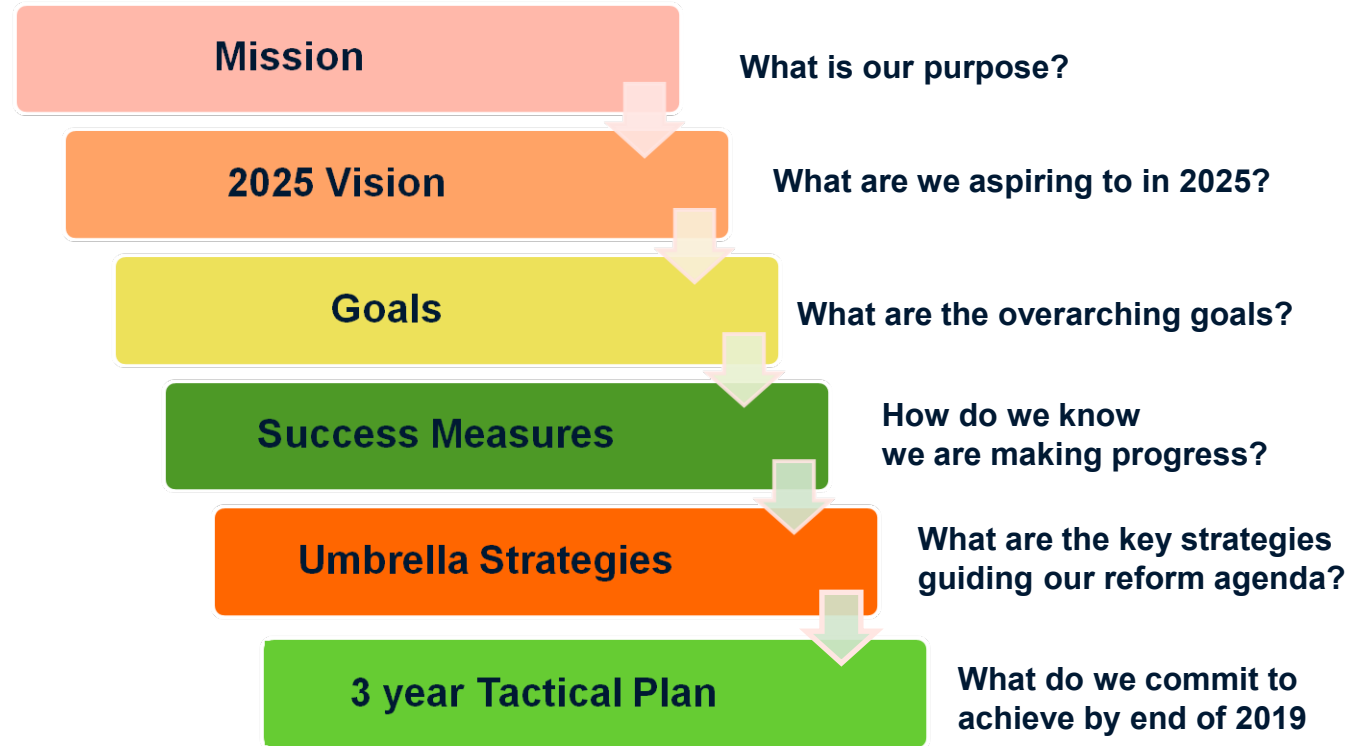 Mission
What is our purpose?
2025 Vision
What are we aspiring to in 2025?
Goals
What are the overarching goals?
Success Measures
How do we know
we are making progress?
Umbrella Strategies
What are the key strategies
guiding our reform agenda?
3 year Tactical Plan
What do we commit to
achieve by end of 2019